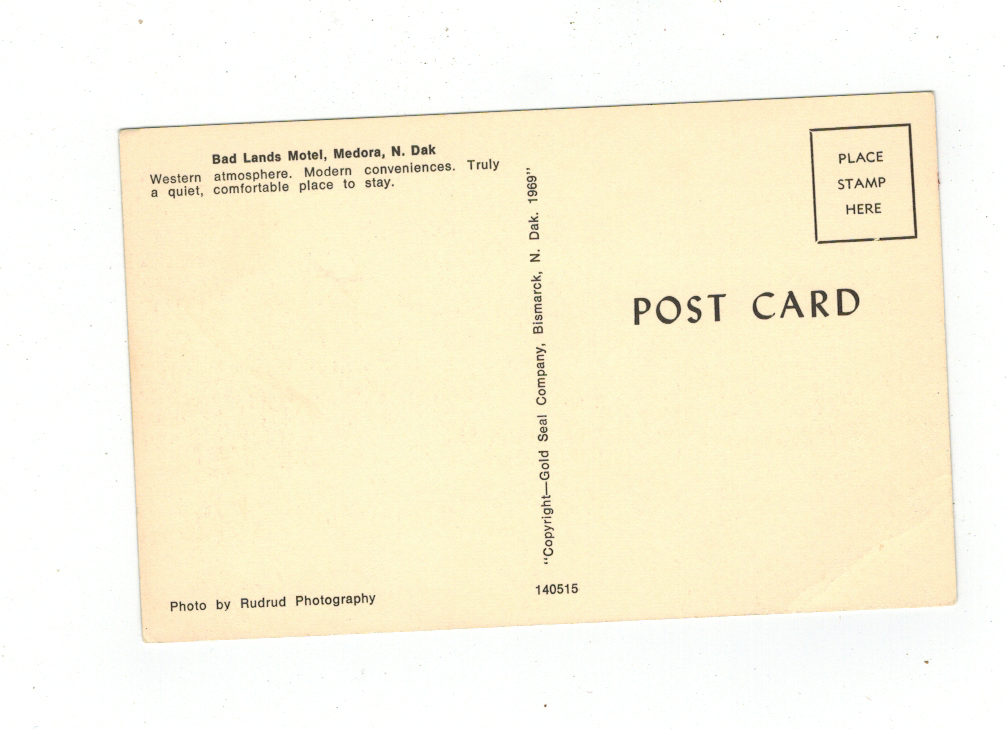 Bad Lands Motel, Medora, N. Dak
Western atmosphere. Modern conveniences. Truly
a quiet, comfortable place to stay.
Photo by Rudrud Photography
"Copyright—Gold Seal Company, Bismarck, N. Dak. 1969"
140515
PLACE
STAMP
HERE
POST CARD